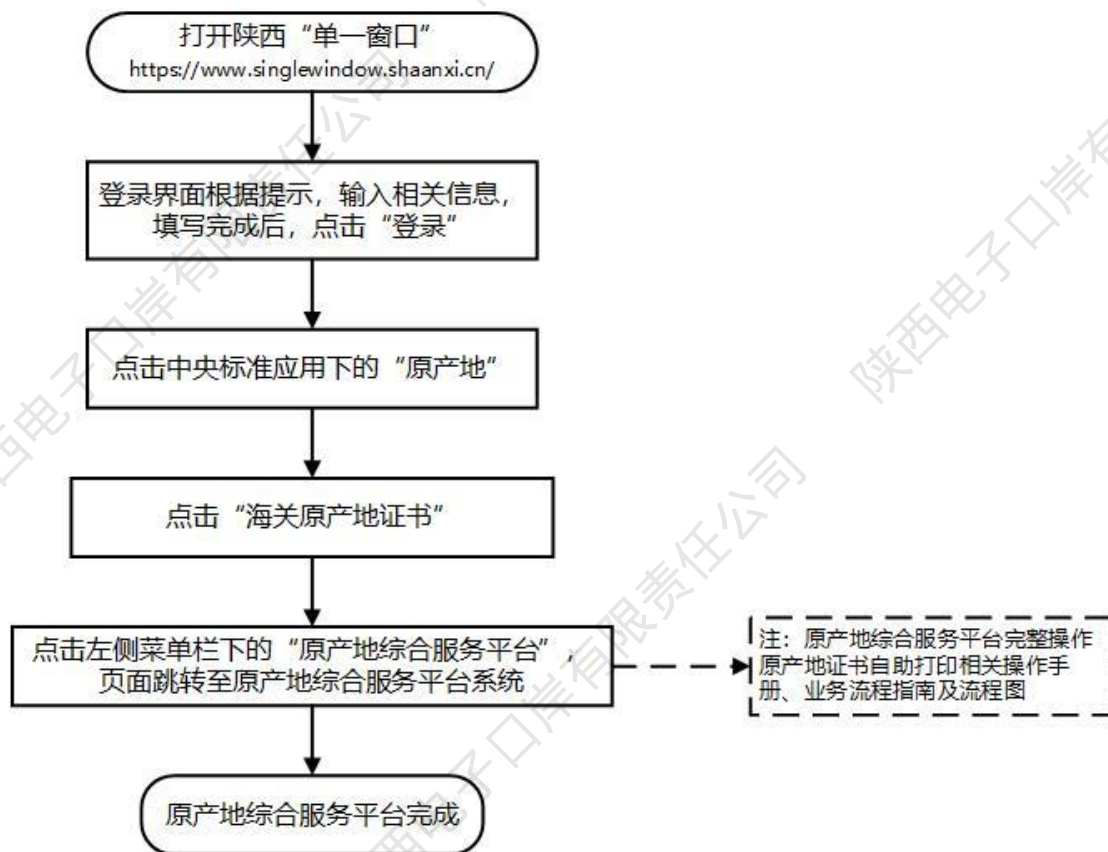 打开陕西“单一窗口”
https://www.singlewindow.shaanxi.cn/
登录界面根据提示，输入相关信息，
填写完成后，点击“登录”
点击中央标准应用下的“原产地”
点击“海关原产地证书”
点击左侧菜单栏下的“原产地综合服务平台”，
页面跳转至原产地综合服务平台系统
注：原产地综合服务平台完整操作
原产地证书自助打印相关操作手
册、业务流程指南及流程图
原产地综合服务平台完成
西电子口岸有限责任公司
陕西电子口岸有
西电子口岸有限责任公司